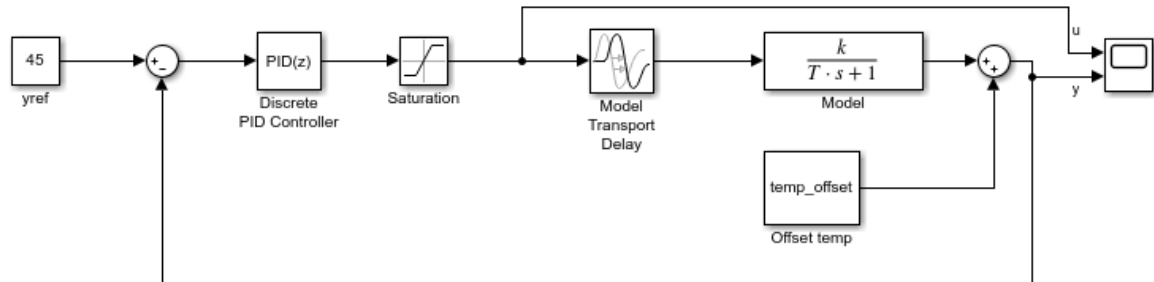 45
yref
+
−
PID(z)
Discrete
PID Controller
Saturation
Model
Transport
Delay
k
T · s + 1
Model
+
+
temp_offset
Offset temp
u
y